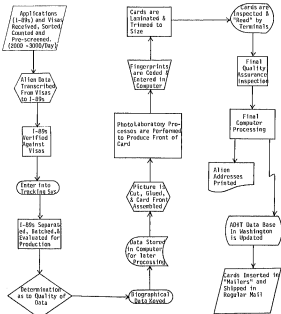 Applications
(I-89s) and Visas
Received, Sorted
Counted and
Pre-screened.
(2000 -3000/Day)
Alien Data
Transcribed
From Visas
to I-89s
I-89s
Verified
Against
Visas
Enter into
Tracking Sys
I-89s Separat
ed, Batched,&
Evaluated for
Production
Determination
as to Quality of
Data
Biographical
Data Keyed
Data Stored
in Computer
for later
Processing
Picture is
Cut, Glued,
and Card Front
Assembled
PhotoLaboratory Pro-
cesses are Performed
to Produce Front of
Card
Fingerprints
are Coded &
Entered in
Computer
Cards are
Laminated &
Trimmed to
Size
Cards are
Inspected &
"Read" by
Terminals
Final
Quality
Assurance
Inspection
Final
Computer
Processing
Alien
Addresses
Printed
ADIT Data Base
In Washington
is Updated
Cards Inserted in
"Mailers" and
Shipped in
Regular Mail